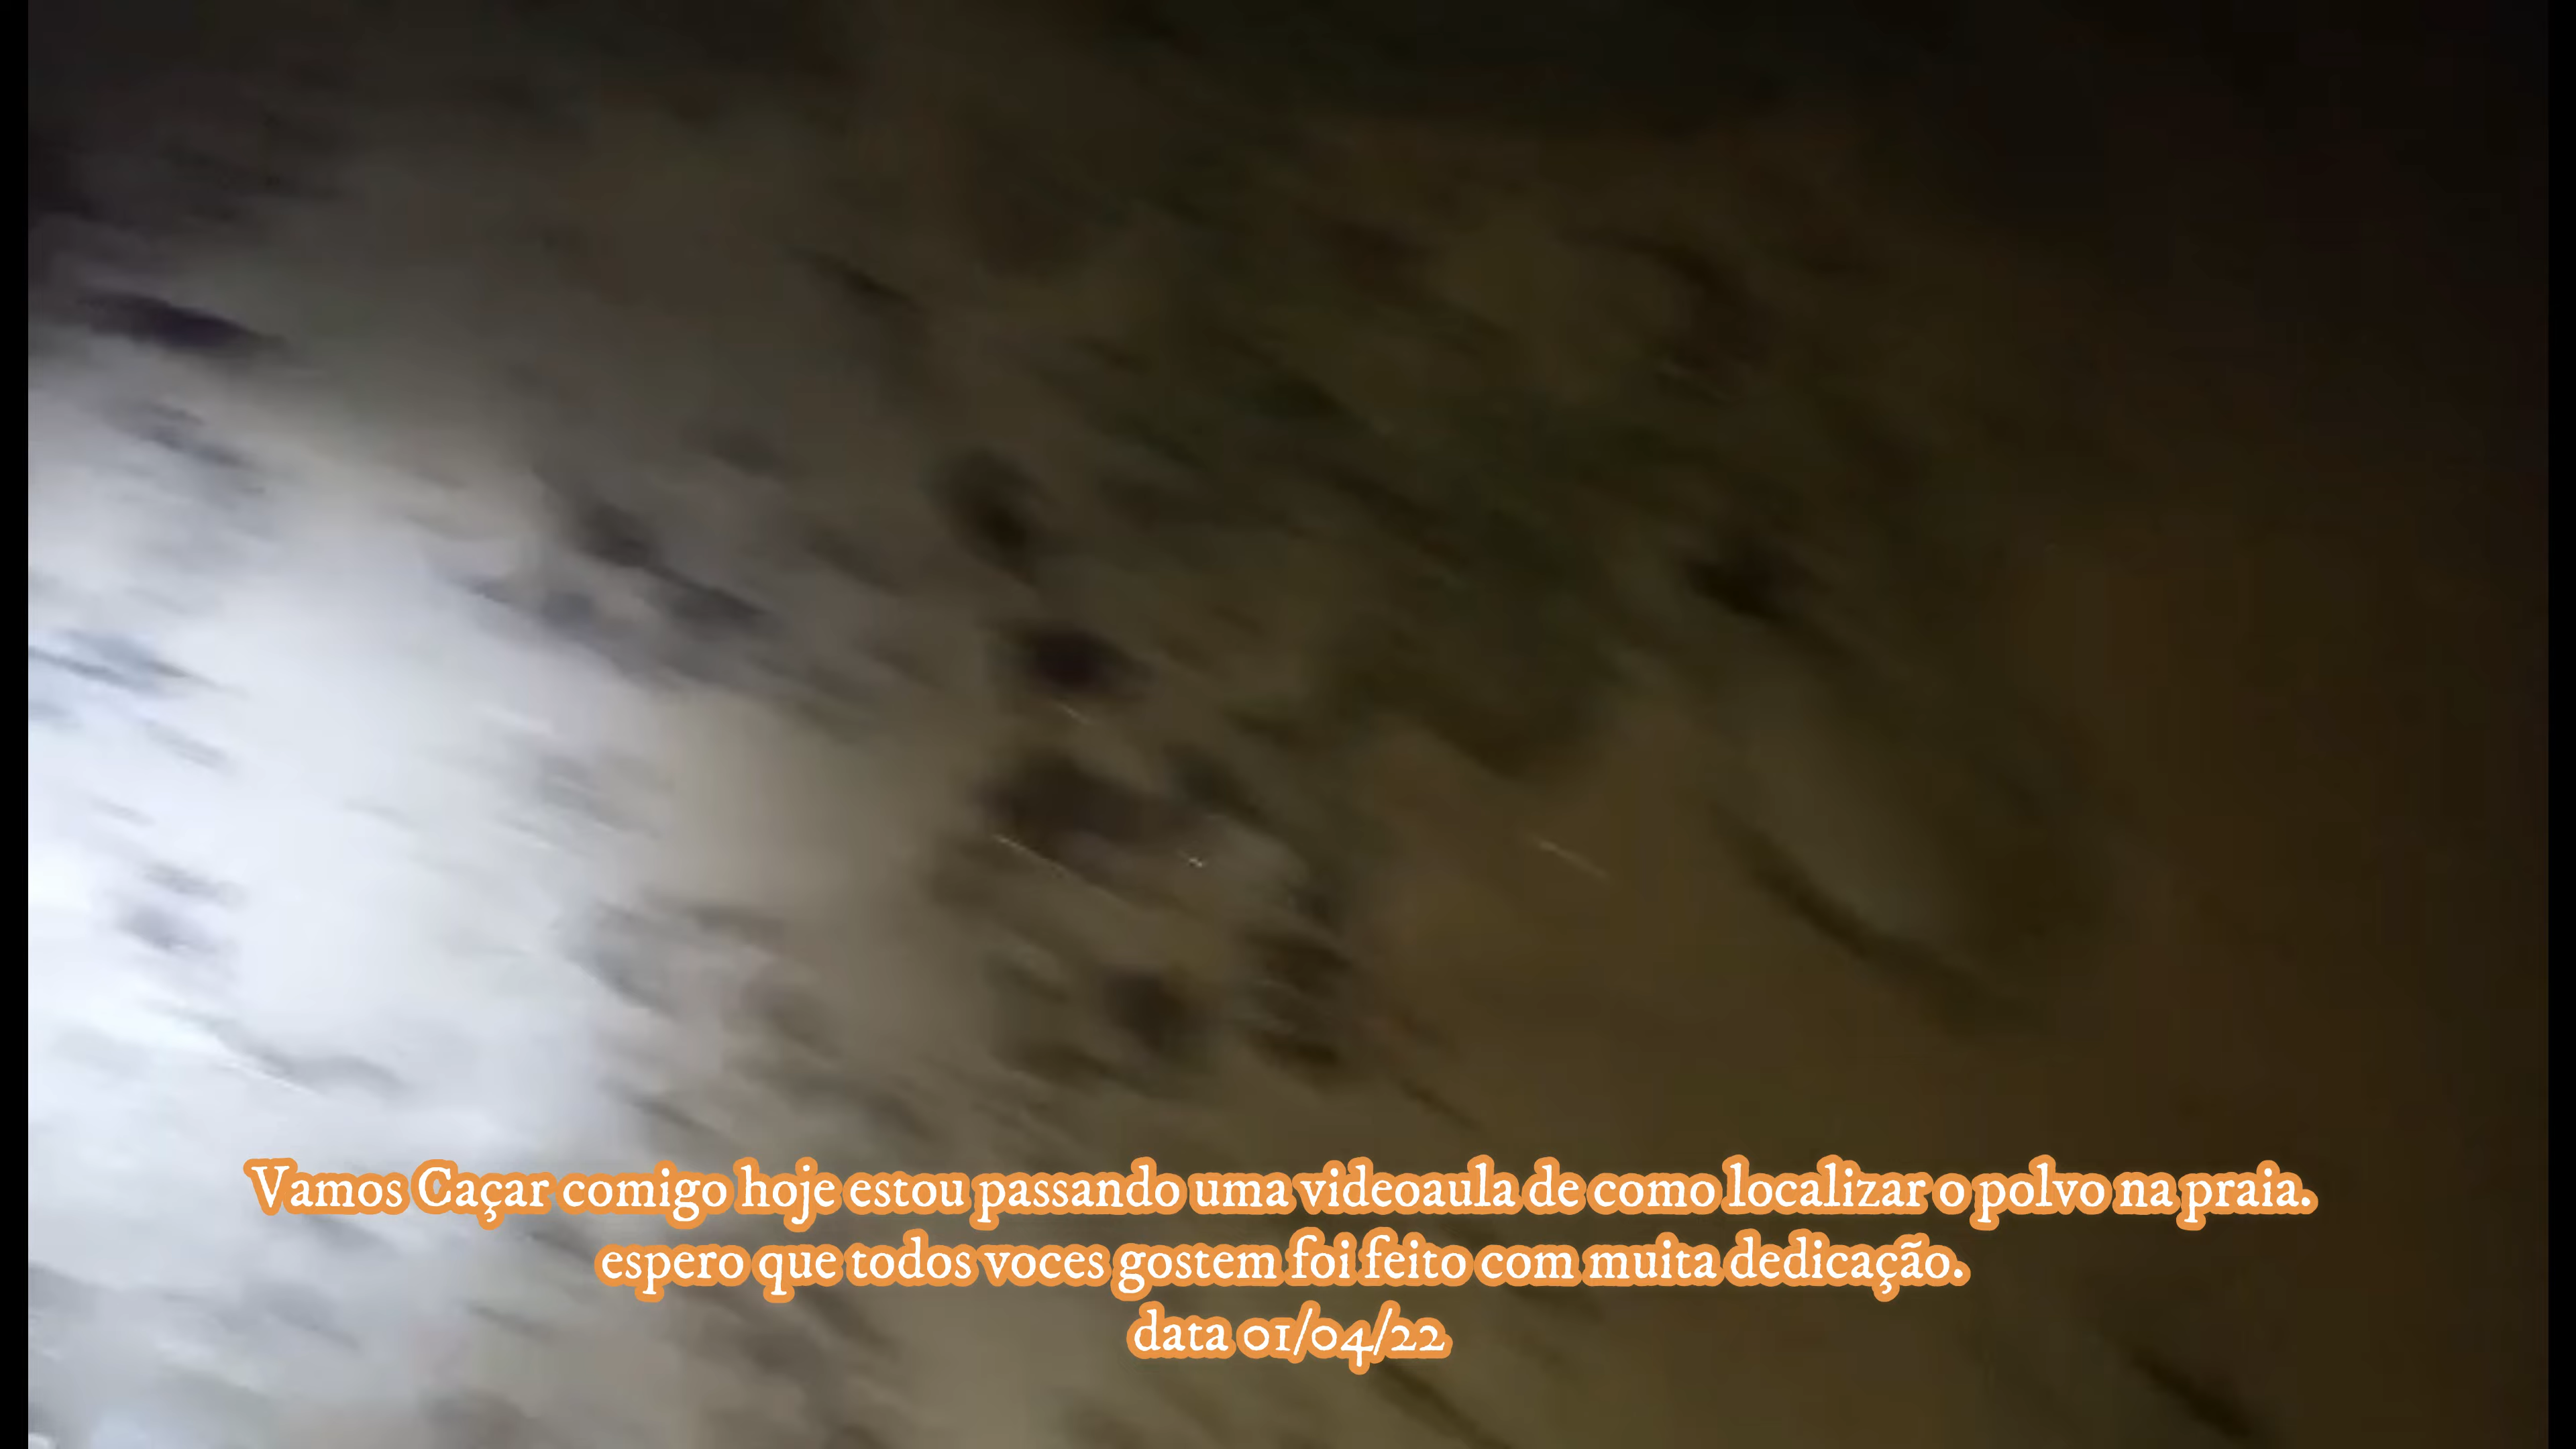 Vamos Caçar comigo hoje estou passando uma videoaula de como localizar o polvo na praia.
espero que todos voces gostem foi feito com muita dedicação.
data 01/04/22